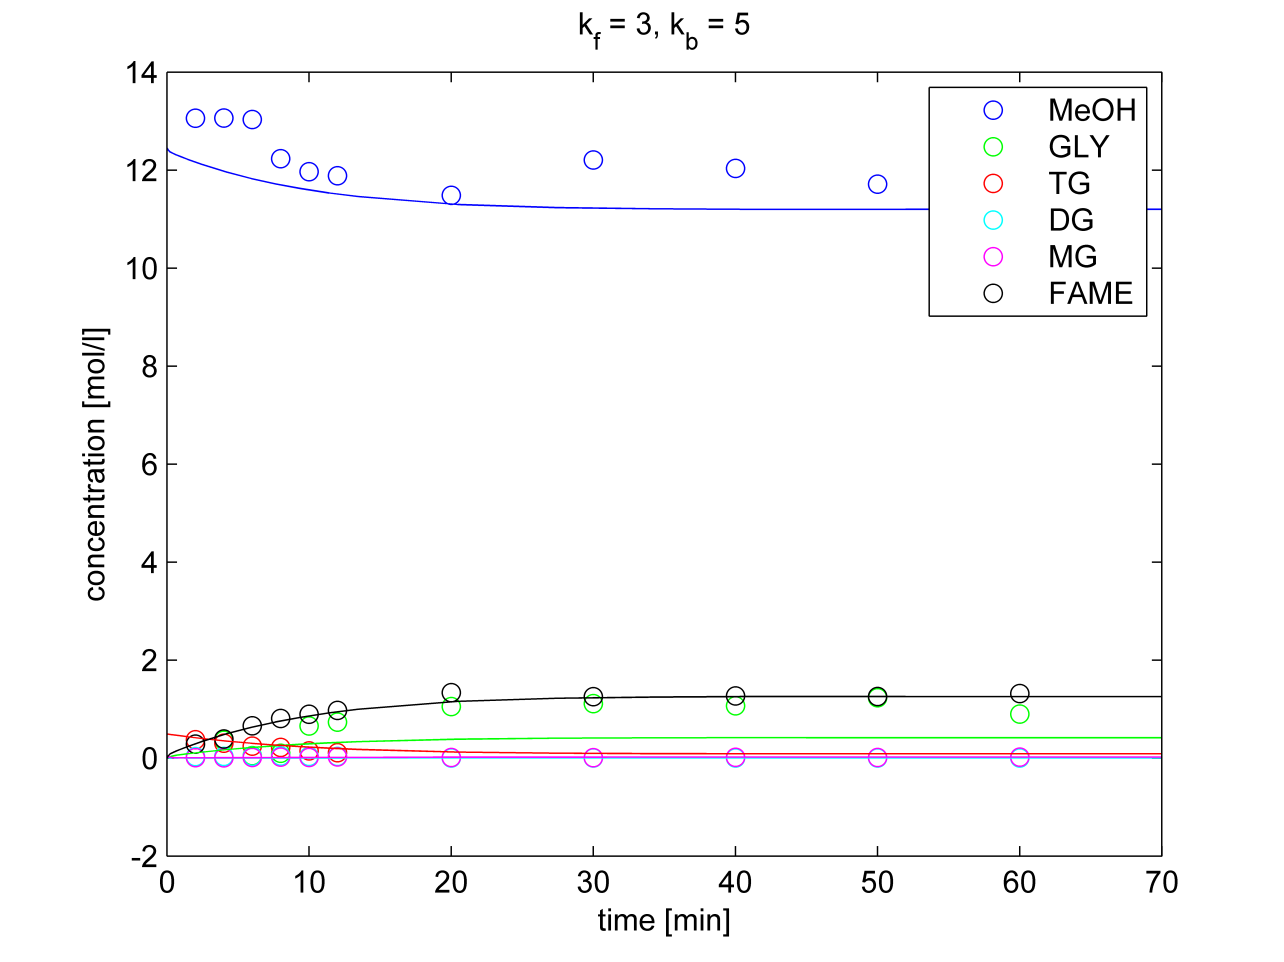 k_f = 3, k_b = 5
14
12
10
8
6
4
2
0
-2
concentration [mol/l]
MeOH
GLY
TG
DG
MG
FAME
0 10 20 30 40 50 60 70
time [min]